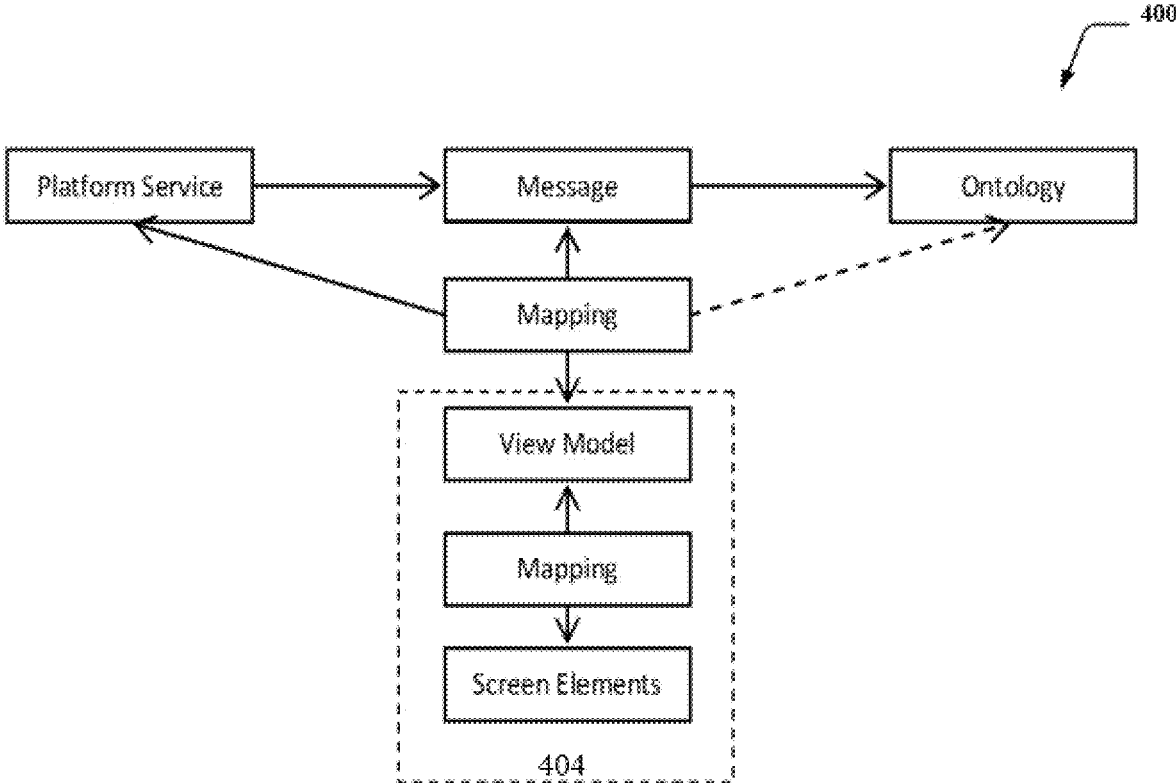 400
Platform Service
Message
Ontology
Mapping
View Model
Mapping
Screen Elements
404